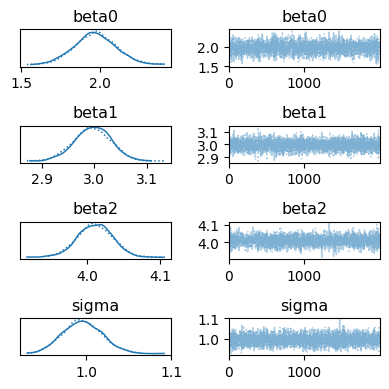 beta0 beta0
2.0
1.5
1.5 2.0 0 1000
beta1 beta1
3.1
3.0
2.9
2.9 3.0 3.1 0 1000
beta2 beta2
4.1
4.0
4.0 4.1 0 1000
sigma sigma
1.1
1.0
1.0 1.1 0 1000